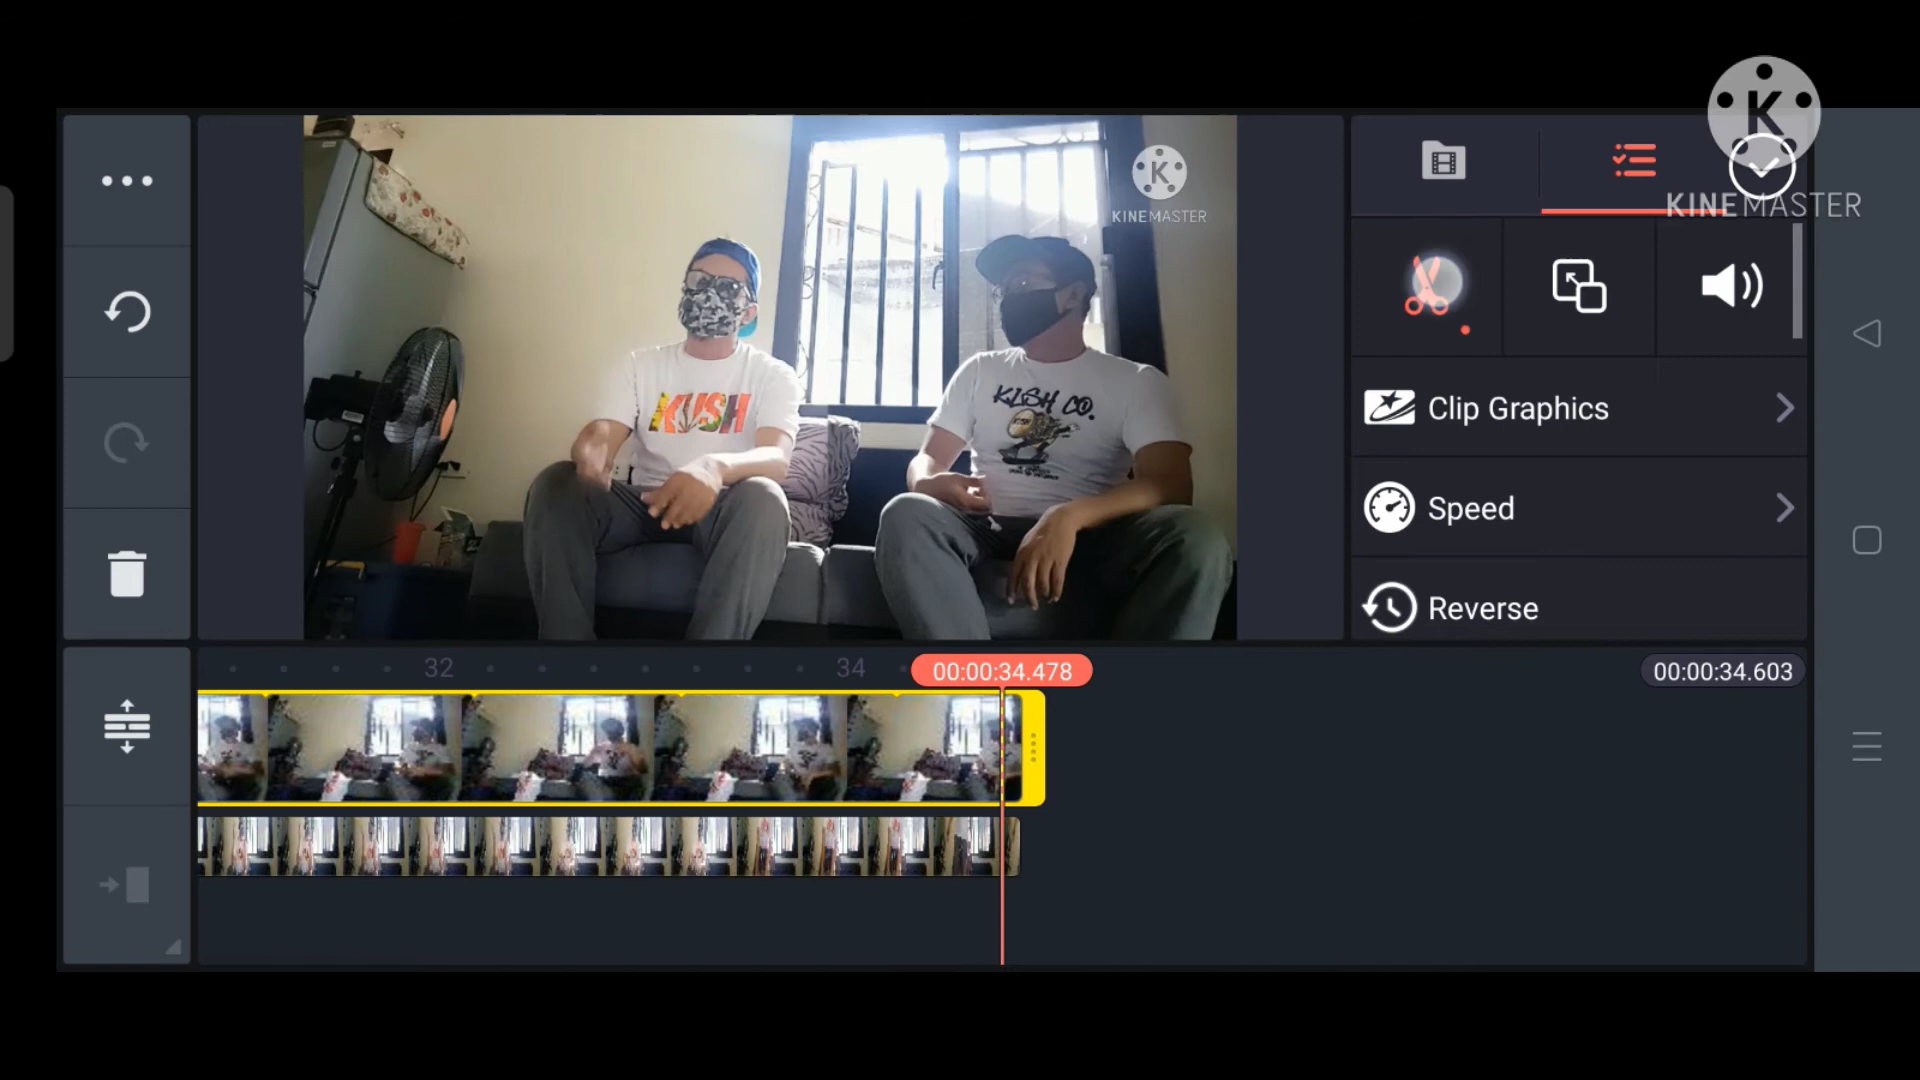 K
KINEMASTER
K
KINEMASTER
KUSH
KUSH CO.
Clip Graphics
Speed
Reverse
32
34
00:00:34.478
00:00:34.603